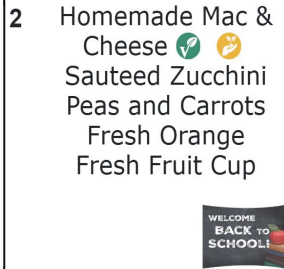 2
Homemade Mac &
Cheese
Sauteed Zucchini
Peas and Carrots
Fresh Orange
Fresh Fruit Cup
WELCOME
BACK TO
SCHOOL!